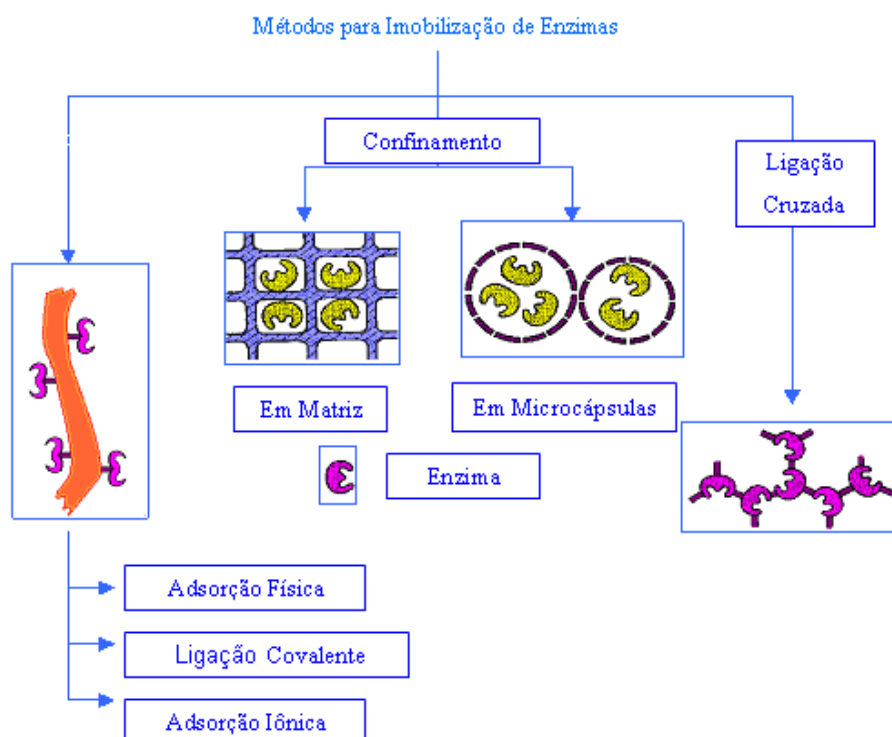 Métodos para Imobilização de Enzimas
Confinamento
Ligação
Cruzada
Em Matriz
Em Microcápsulas
Enzima
Adsorção Física
Ligação Covalente
Adsorção Iônica